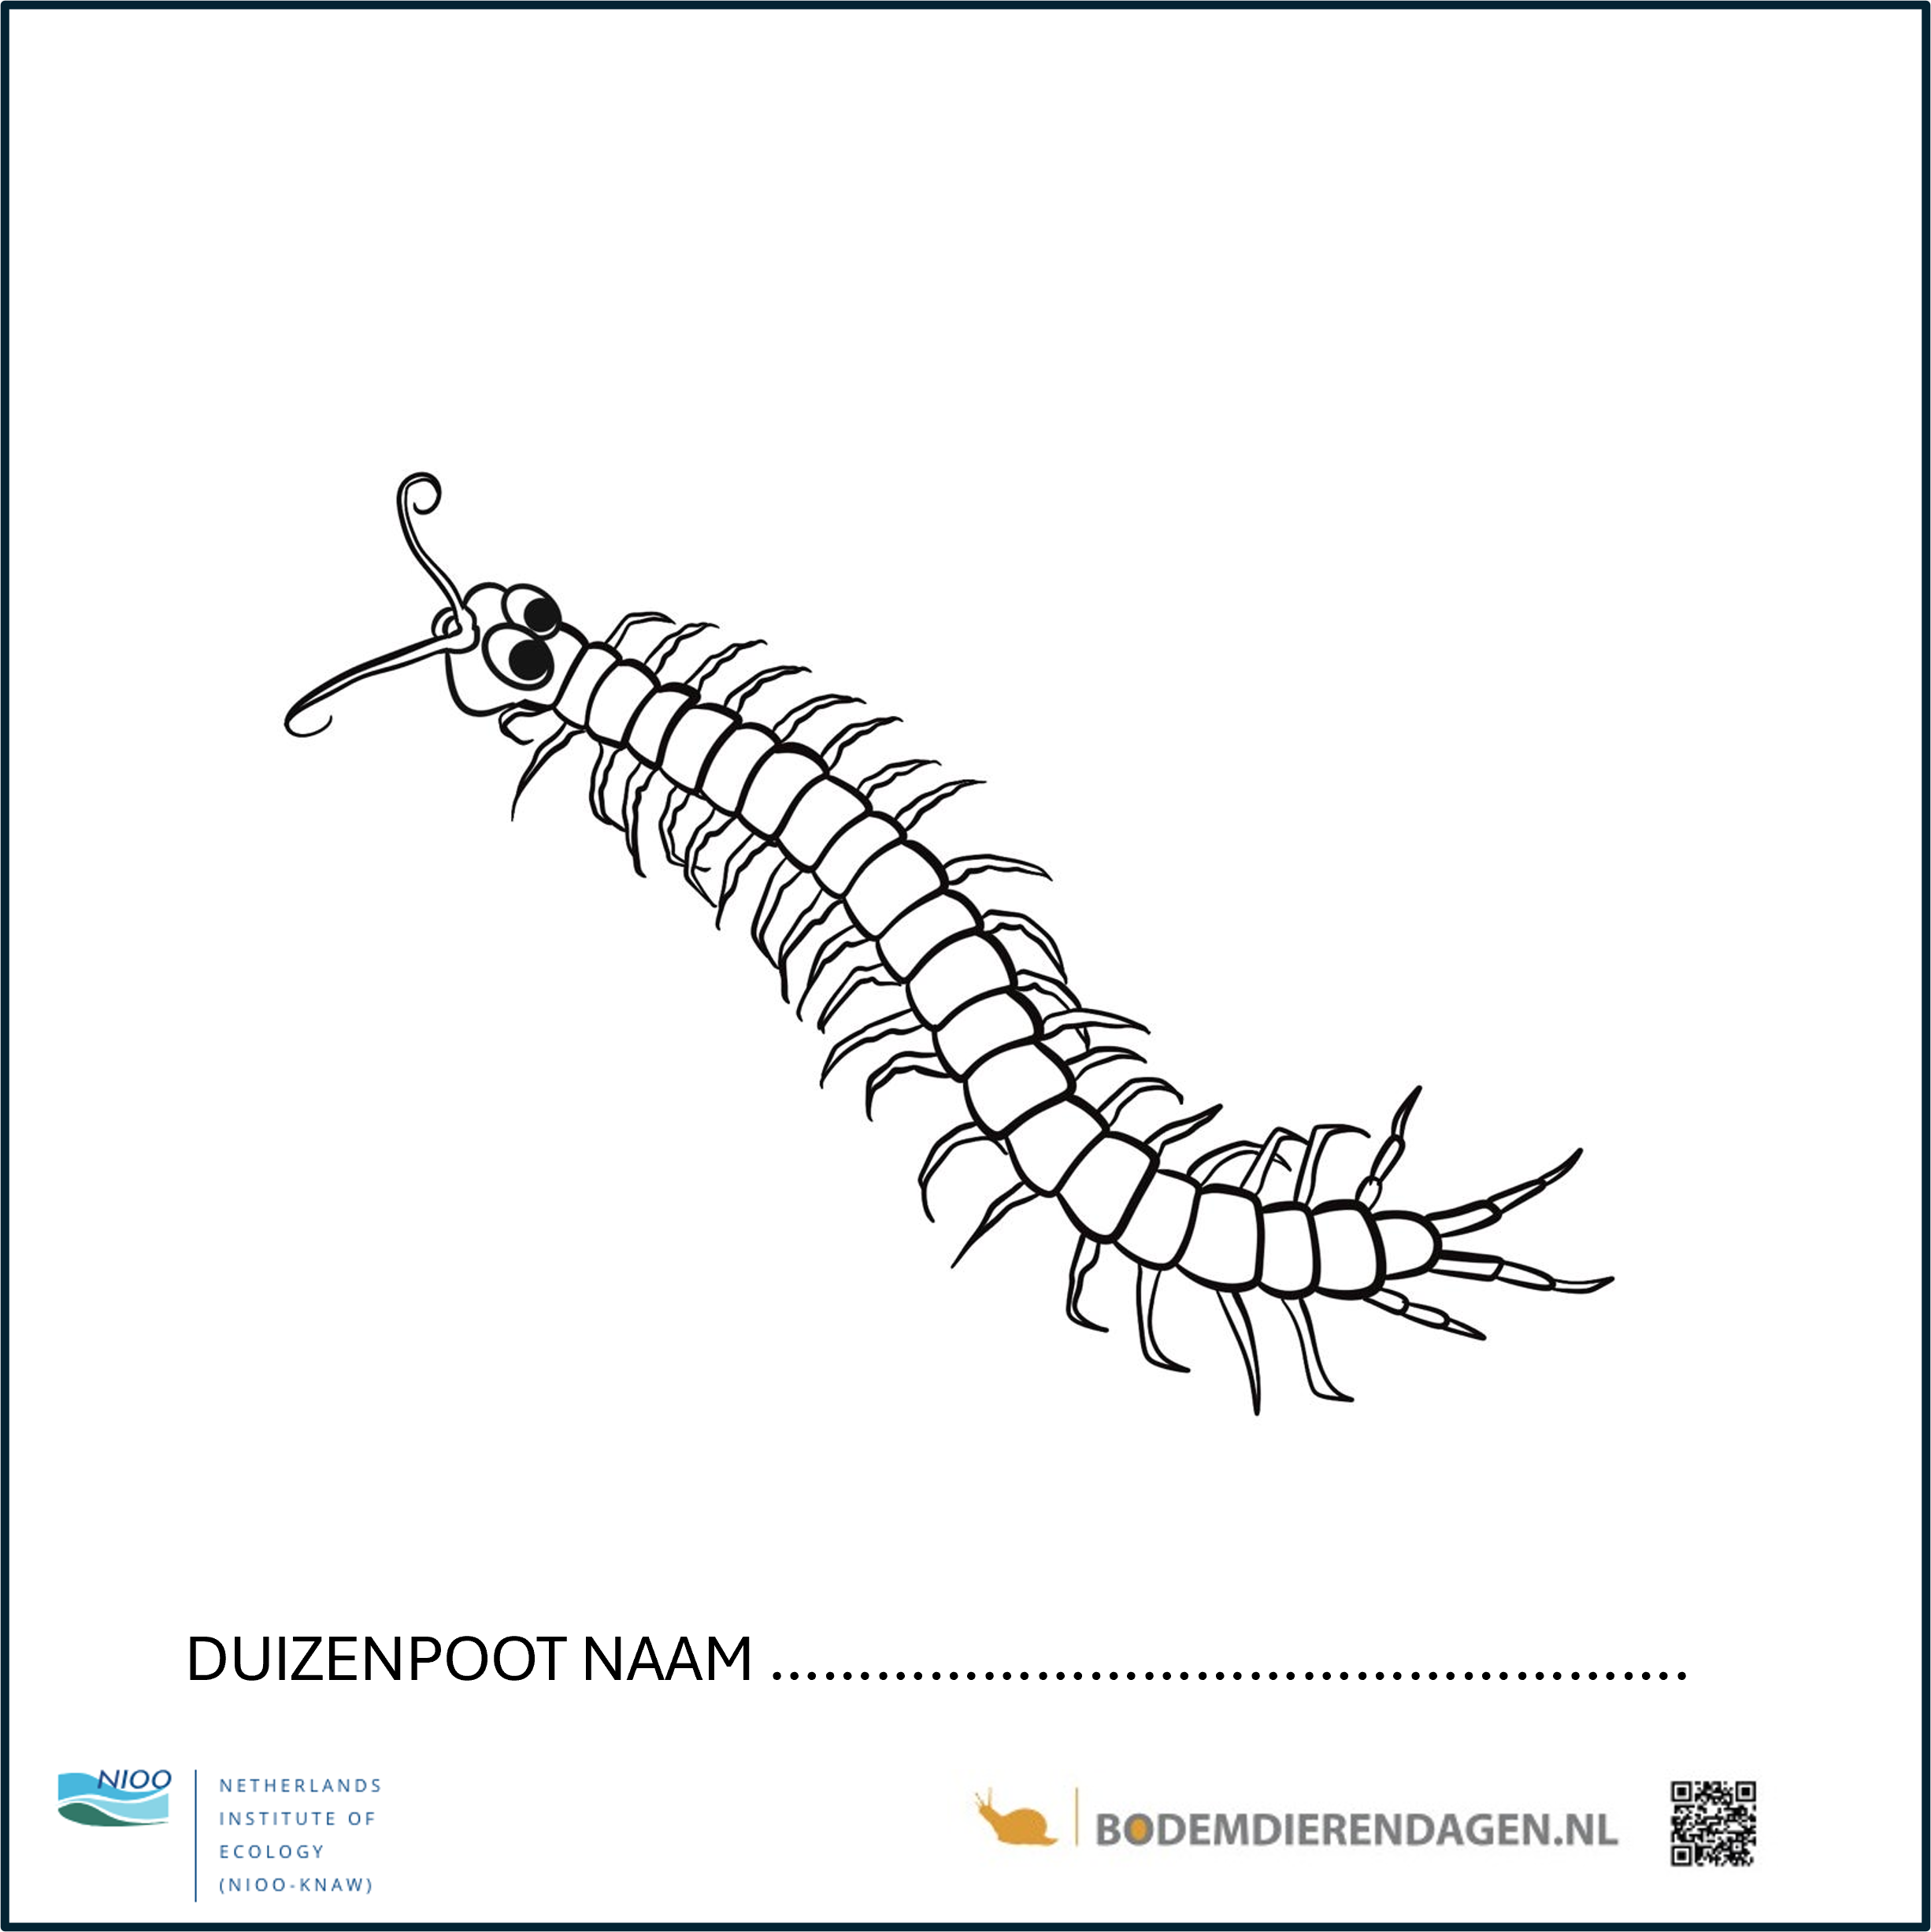 DUIZENPOOT NAAM ....................................................
NIOO
NETHERLANDS
INSTITUTE OF
ECOLOGY
(NIOO-KNAW)
BODEMDIERENDAGEN.NL